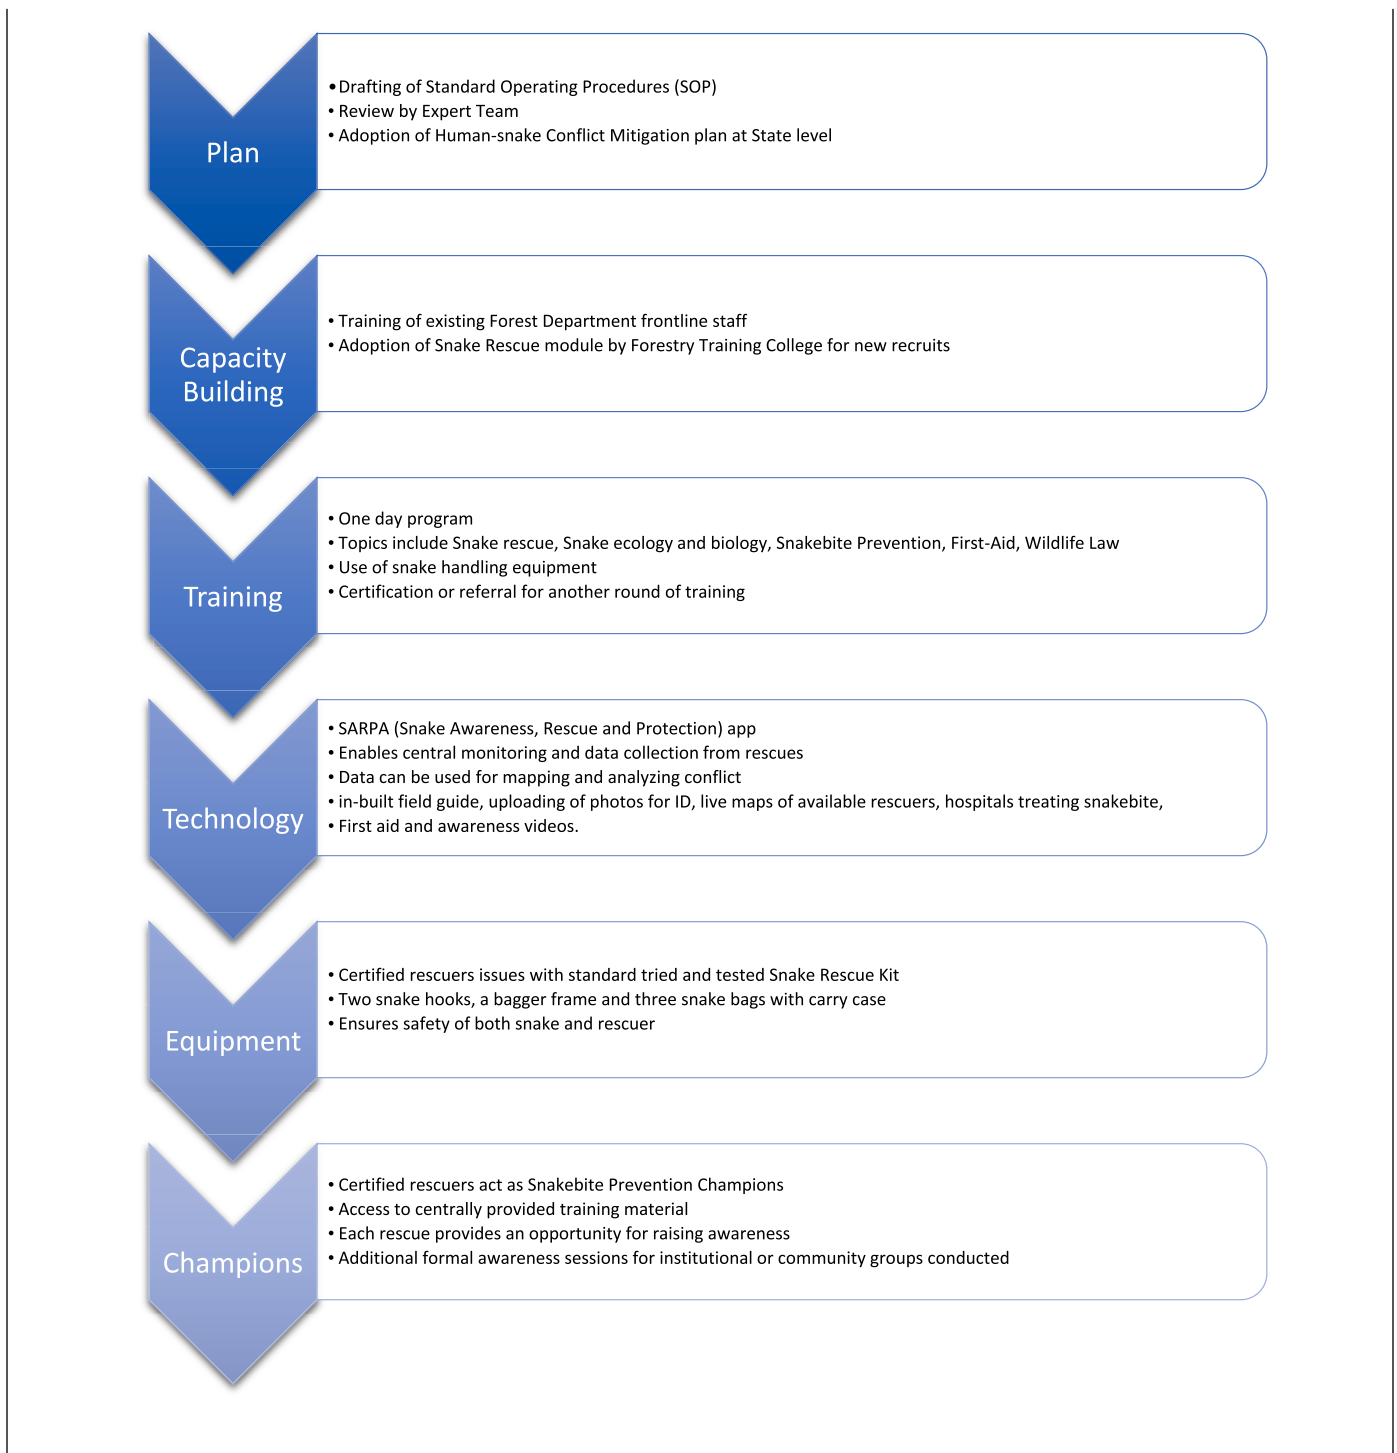 Plan
•Drafting of Standard Operating Procedures (SOP)
• Review by Expert Team
• Adoption of Human-snake Conflict Mitigation plan at State level
Capacity
Building
• Training of existing Forest Department frontline staff
• Adoption of Snake Rescue module by Forestry Training College for new recruits
Training
• One day program
• Topics include Snake rescue, Snake ecology and biology, Snakebite Prevention, First-Aid, Wildlife Law
• Use of snake handling equipment
• Certification or referral for another round of training
Technology
• SARPA (Snake Awareness, Rescue and Protection) app
• Enables central monitoring and data collection from rescues
• Data can be used for mapping and analyzing conflict
• in-built field guide, uploading of photos for ID, live maps of available rescuers, hospitals treating snakebite,
• First aid and awareness videos.
Equipment
• Certified rescuers issues with standard tried and tested Snake Rescue Kit
• Two snake hooks, a bagger frame and three snake bags with carry case
• Ensures safety of both snake and rescuer
Champions
• Certified rescuers act as Snakebite Prevention Champions
• Access to centrally provided training material
• Each rescue provides an opportunity for raising awareness
• Additional formal awareness sessions for institutional or community groups conducted